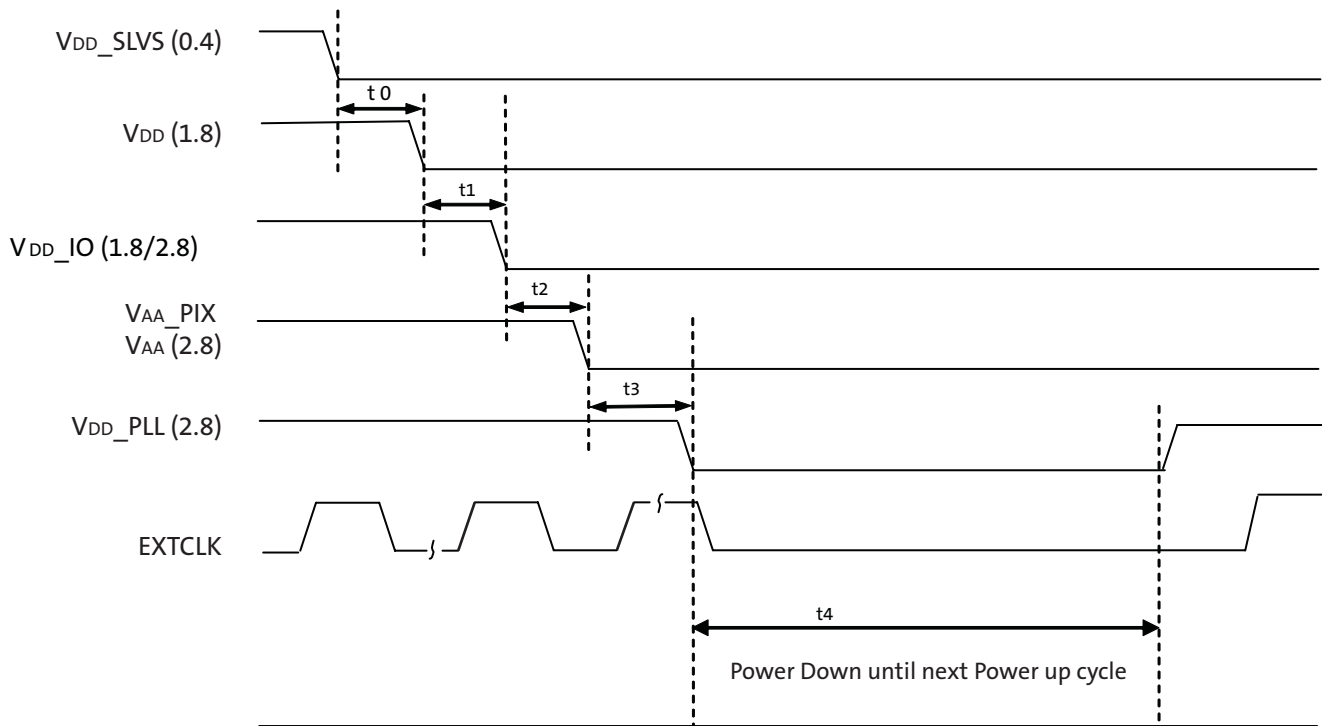 VDD_SLVS (0.4)
t 0
VDD (1.8)
t1
VDD_IO (1.8/2.8)
t2
VAA_PIX
VAA (2.8)
t3
VDD_PLL (2.8)
EXTCLK
t4
Power Down until next Power up cycle